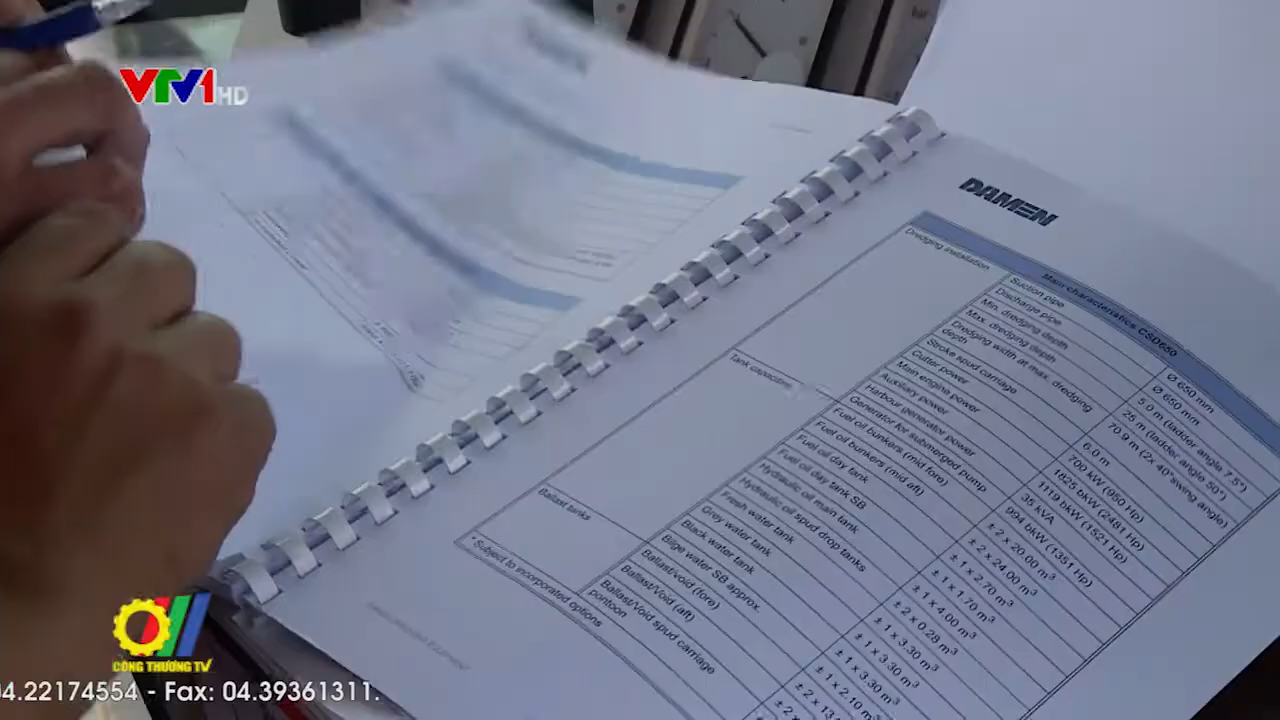 VTV1 HD
DAMEN
Main characteristics CSD650
Dredging installation
Suction pipe
Ø 650 mm
Discharge pipe
Ø 650 mm
Min. dredging depth
5.0 m (ladder angle 7.5°)
Max. dredging depth
25 m (ladder angle 50°)
Dredging width at max. dredging depth
70.9 m (2x 40° swing angle)
Stroke spud carriage
6.0 m
Cutter power
700 kW (950 Hp)
Main engine power
1825 bkW (2481 Hp)
Auxiliary power
1119 bkW (1521 Hp)
Harbour generator power
35 kVA
Generator for submerged pump
994 bkW (1351 Hp)
Tank capacities
Fuel oil bunkers (mid fore)
± 2 x 20.00 m³
Fuel oil bunkers (mid aft)
± 2 x 24.00 m³
Fuel oil day tank
± 1 x 2.70 m³
Fuel oil day tank SB
± 1 x 1.70 m³
Hydraulic oil main tank
± 1 x 4.00 m³
Hydraulic oil spud drop tanks
± 2 x 0.28 m³
Fresh water tank
± 1 x 3.30 m³
Grey water tank
± 1 x 3.30 m³
Black water tank
± 1 x 3.30 m³
Bilge water SB approx.
± 1 x 2.10 m³
Ballast tanks
Ballast/void (fore)
± 2 x 13
Ballast/Void (aft)
± 2 x
Ballast/Void spud carriage pontoon
* Subject to incorporated options
CÔNG THƯƠNG TV
04.22174554 - Fax: 04.39361311.